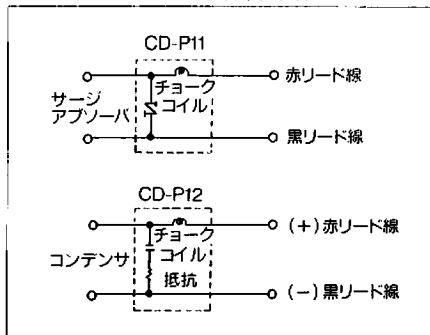 CD-P11
赤リード線
チョーク
コイル
サージ
アブソーバ
黒リード線
CD-P12
(+)赤リード線
チョーク
コイル
コンデンサ
抵抗
(-)黒リード線